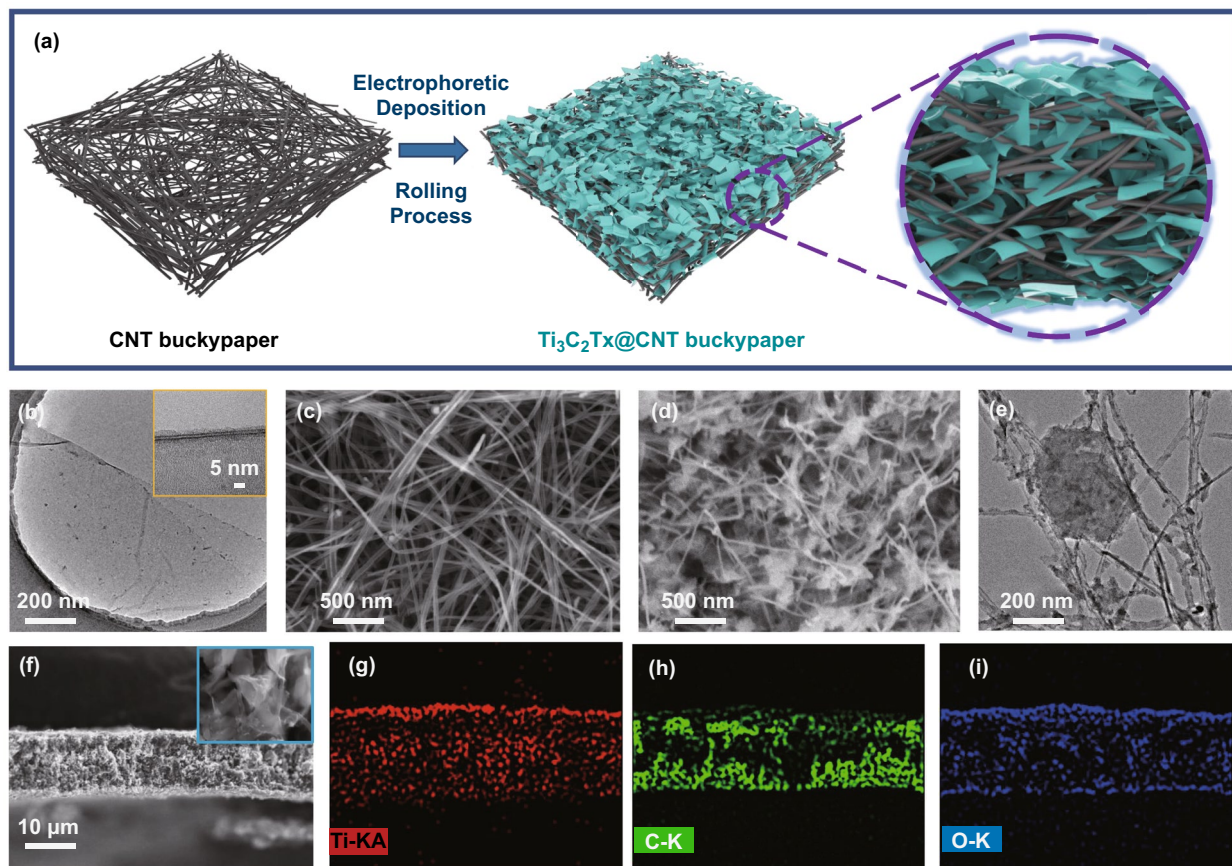 (a)
Electrophoretic
Deposition
Rolling
Process
CNT buckypaper
Ti₃C₂Tx@CNT buckypaper
(b)
5 nm
200 nm
(c)
500 nm
(d)
500 nm
(e)
200 nm
(f)
10 µm
(g)
Ti-KA
(h)
C-K
(i)
O-K